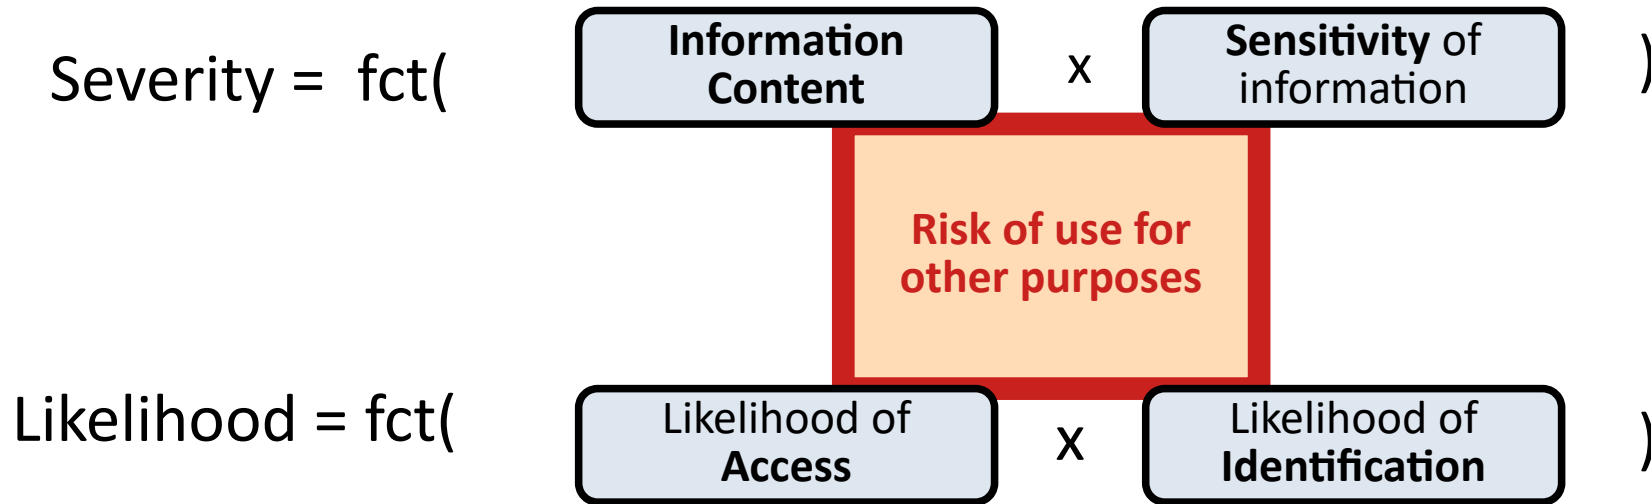 Severity = fct( Information Content x Sensitivity of information )
Risk of use for
other purposes
Likelihood = fct( Likelihood of Access x Likelihood of Identification )